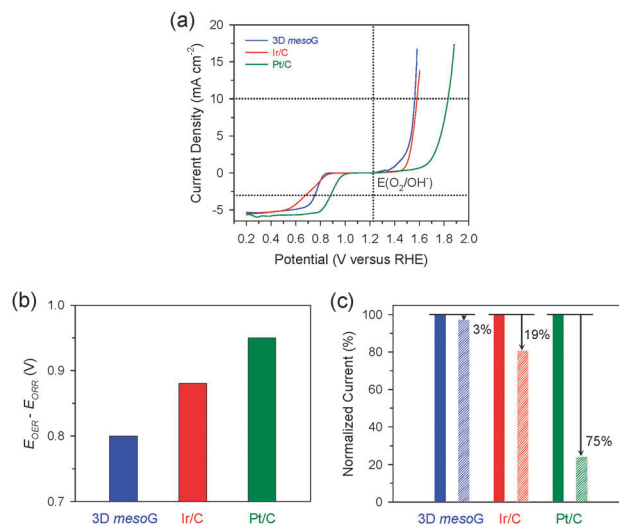 (a)
20
15
10
5
0
-5
Current Density (mA cm⁻²)
3D mesoG
Ir/C
Pt/C
E(O₂/OH⁻)
0.2 0.4 0.6 0.8 1.0 1.2 1.4 1.6 1.8 2.0
Potential (V versus RHE)
(b)
1.0
0.9
0.8
0.7
E_OER - E_ORR (V)
3D mesoG Ir/C Pt/C
(c)
100
80
60
40
20
0
Normalized Current (%)
3%
19%
75%
3D mesoG Ir/C Pt/C